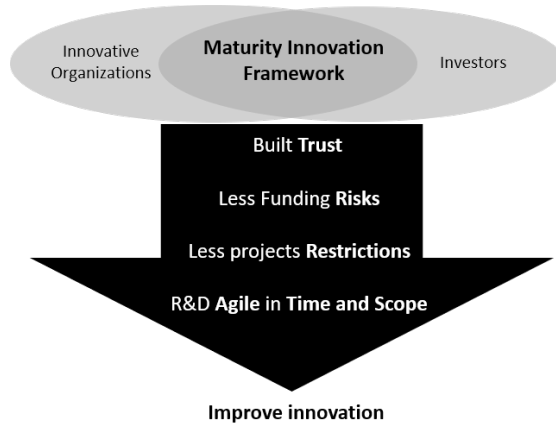 Innovative
Organizations
Maturity Innovation
Framework
Investors
Built Trust
Less Funding Risks
Less projects Restrictions
R&D Agile in Time and Scope
Improve innovation